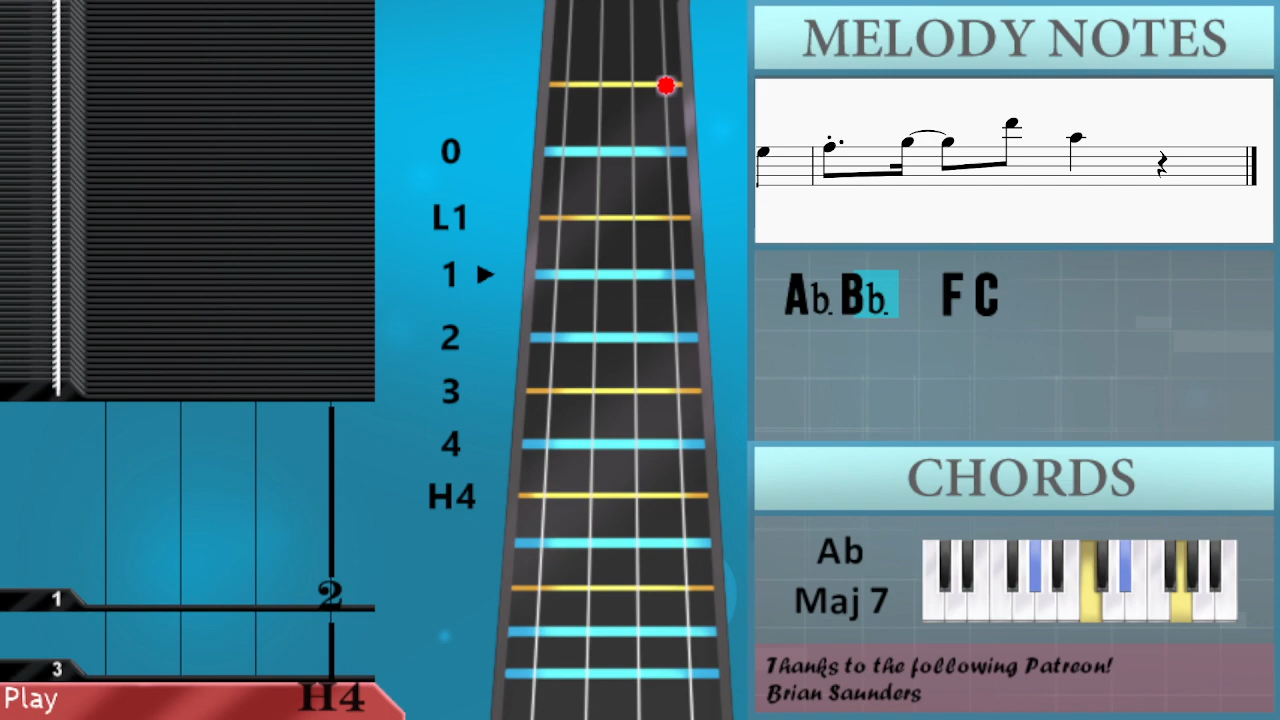 MELODY NOTES
0
L1
1
2
3
4
H4
Ab. Bb. F C
CHORDS
Ab
Maj 7
1
2
3
Play
H4
Thanks to the following Patreon!
Brian Saunders